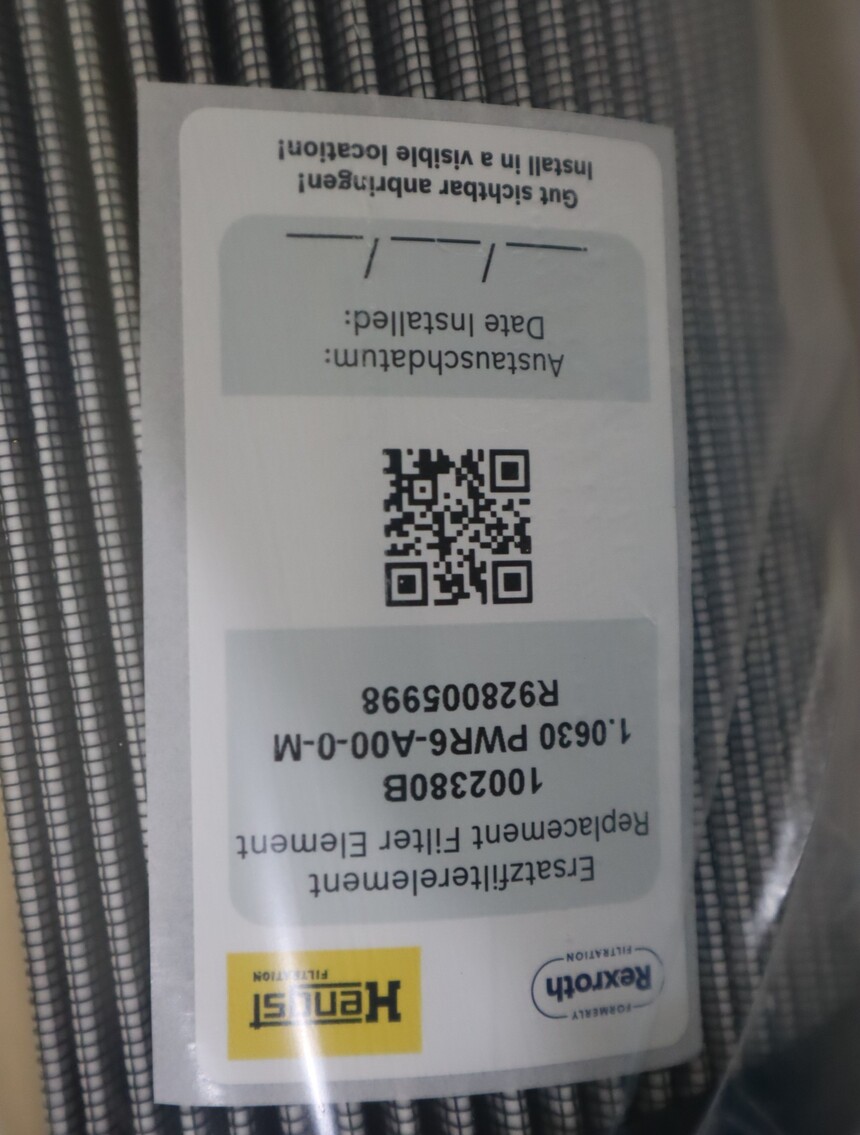 FORMERLY
Rexroth
FILTRATION
Hengst
FILTRATION
Ersatzfilterelement
Replacement Filter Element
1002380B
1.0630 PWR6-A00-0-M
R928005998
Austauschdatum:
Date Installed:
__/__/__
Gut sichtbar anbringen!
Install in a visible location!